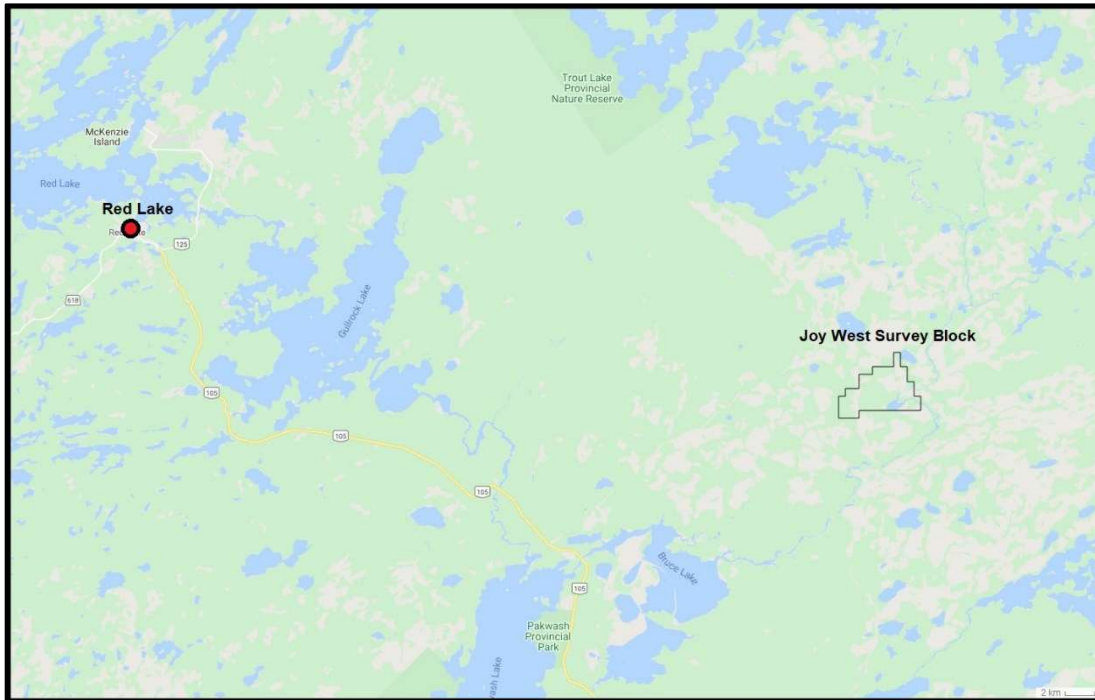 Trout Lake
Provincial
Nature Reserve
McKenzie
Island
Red Lake
Red Lake
125
618
Gullrock Lake
Joy West Survey Block
105
105
105
Bruce Lake
105
Pakwash
Provincial
Park
2 km